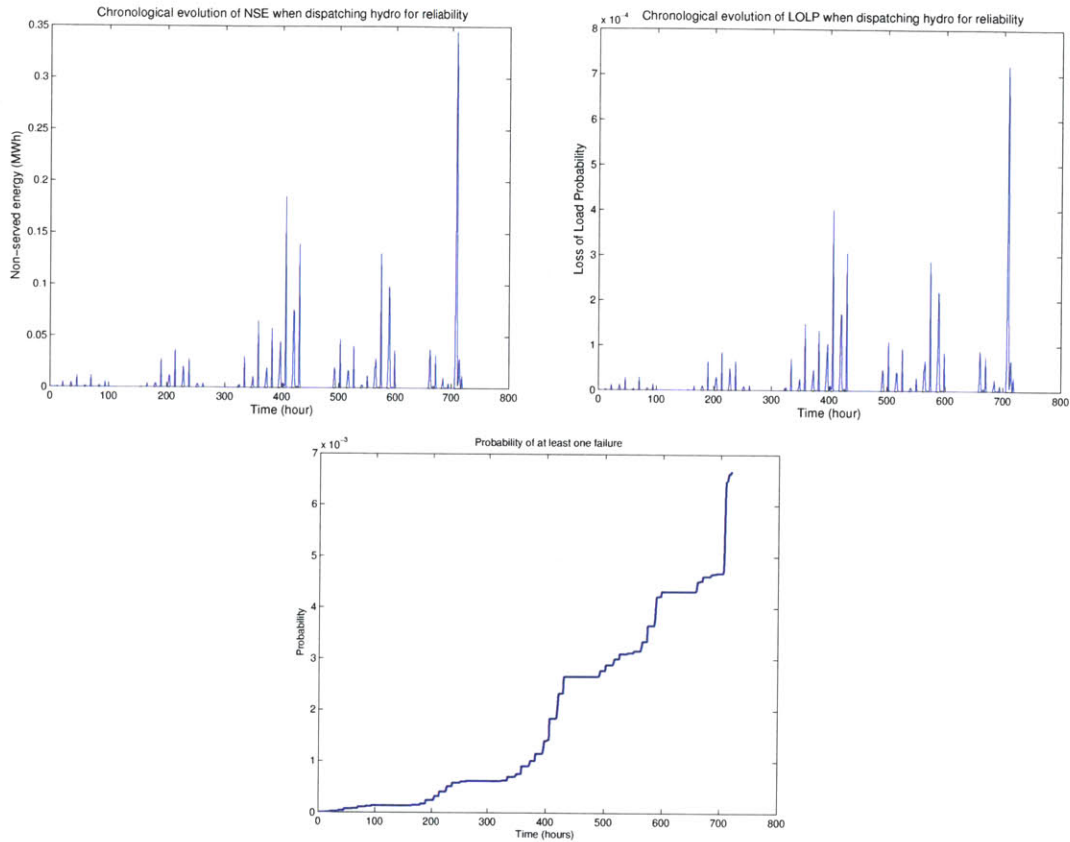 Chronological evolution of NSE when dispatching hydro for reliability
0.35
0.3
0.25
0.2
0.15
0.1
0.05
0
Non-served energy (MWh)
0 100 200 300 400 500 600 700 800
Time (hour)
Chronological evolution of LOLP when dispatching hydro for reliability
x 10⁻⁴
8
7
6
5
4
3
2
1
0
Loss of Load Probability
0 100 200 300 400 500 600 700 800
Time (hour)
Probability of at least one failure
x 10⁻³
7
6
5
4
3
2
1
0
Probability
0 100 200 300 400 500 600 700 800
Time (hours)